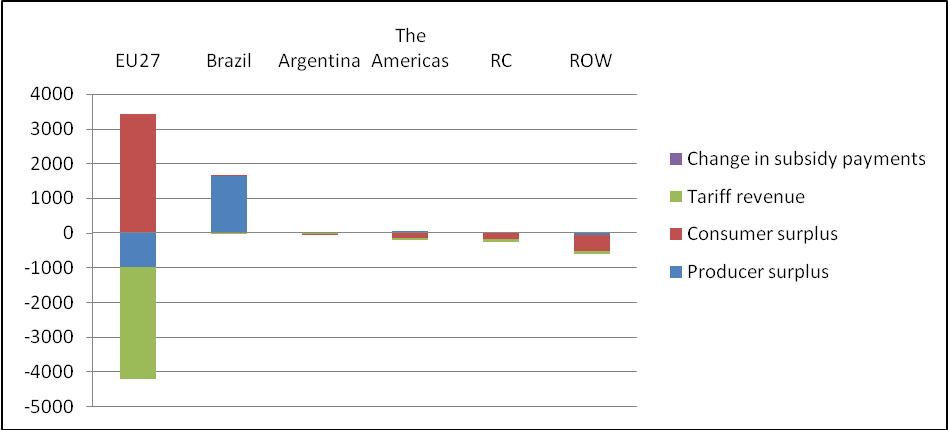 The
EU27 Brazil Argentina Americas RC ROW
4000
3000
2000
1000
0
-1000
-2000
-3000
-4000
-5000
Change in subsidy payments
Tariff revenue
Consumer surplus
Producer surplus